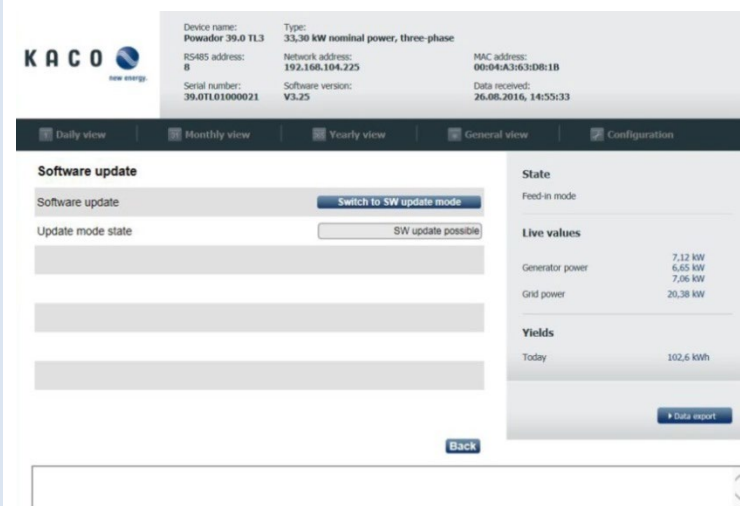 KACO
new energy.
Device name:
Powador 39.0 TL3
Type:
33,30 kW nominal power, three-phase
RS485 address:
8
Network address:
192.168.104.225
MAC address:
00:04:A3:63:D8:1B
Serial number:
39.0TL01000021
Software version:
V3.25
Data received:
26.08.2016, 14:55:33
Daily view
Monthly view
Yearly view
General view
Configuration
Software update
Software update
Switch to SW update mode
Update mode state
SW update possible
Back
State
Feed-in mode
Live values
Generator power
7,12 kW
6,65 kW
7,06 kW
Grid power
20,38 kW
Yields
Today
102,6 kWh
Data export